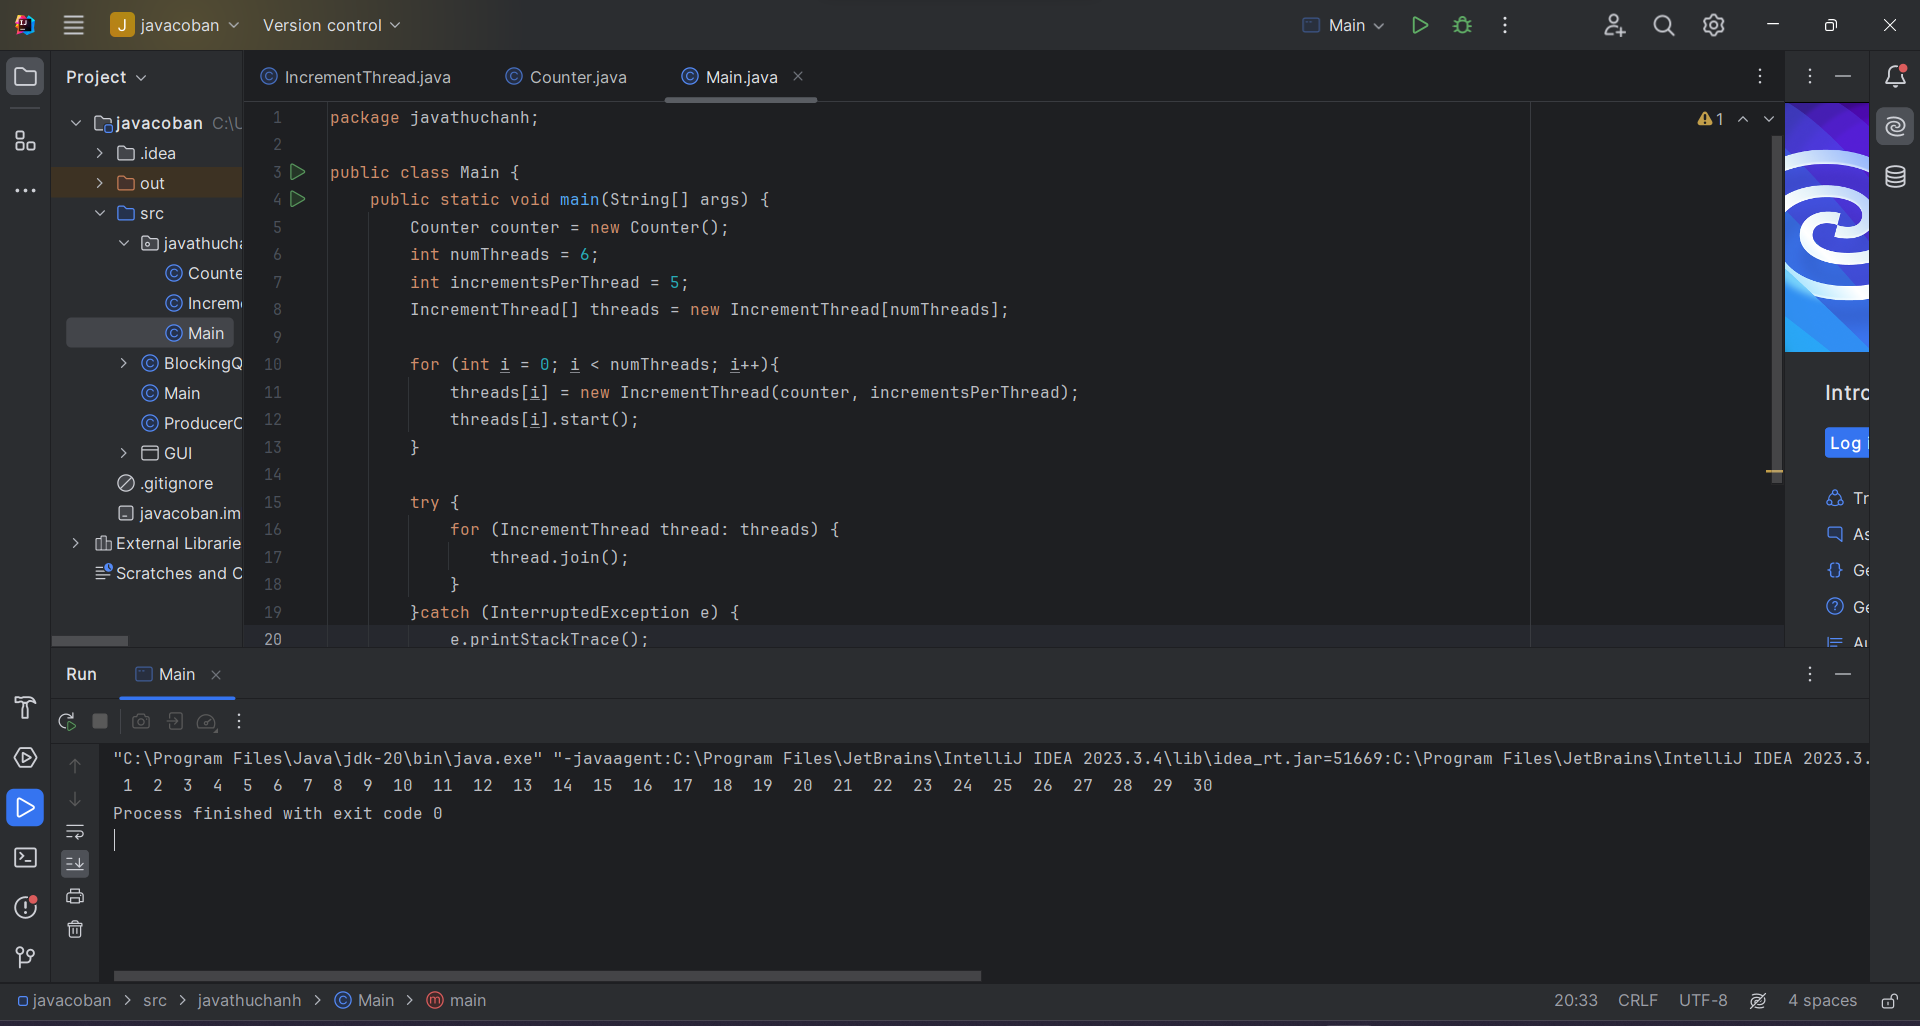 javacoban
Version control
Main
Project
IncrementThread.java
Counter.java
Main.java
javacoban C:\U
.idea
out
src
javathucha
Counte
Increm
Main
BlockingQ
Main
ProducerC
GUI
.gitignore
javacoban.im
External Librarie
Scratches and C
1 package javathuchanh;
2
3 public class Main {
4 public static void main(String[] args) {
5 Counter counter = new Counter();
6 int numThreads = 6;
7 int incrementsPerThread = 5;
8 IncrementThread[] threads = new IncrementThread[numThreads];
9
10 for (int i = 0; i < numThreads; i++){
11 threads[i] = new IncrementThread(counter, incrementsPerThread);
12 threads[i].start();
13 }
14
15 try {
16 for (IncrementThread thread: threads) {
17 thread.join();
18 }
19 }catch (InterruptedException e) {
20 e.printStackTrace();
1
Intro
Log i
Tr
As
Ge
Ge
Au
Run
Main
"C:\Program Files\Java\jdk-20\bin\java.exe" "-javaagent:C:\Program Files\JetBrains\IntelliJ IDEA 2023.3.4\lib\idea_rt.jar=51669:C:\Program Files\JetBrains\IntelliJ IDEA 2023.3.
1 2 3 4 5 6 7 8 9 10 11 12 13 14 15 16 17 18 19 20 21 22 23 24 25 26 27 28 29 30
Process finished with exit code 0
javacoban > src > javathuchanh > Main > main
20:33 CRLF UTF-8 4 spaces